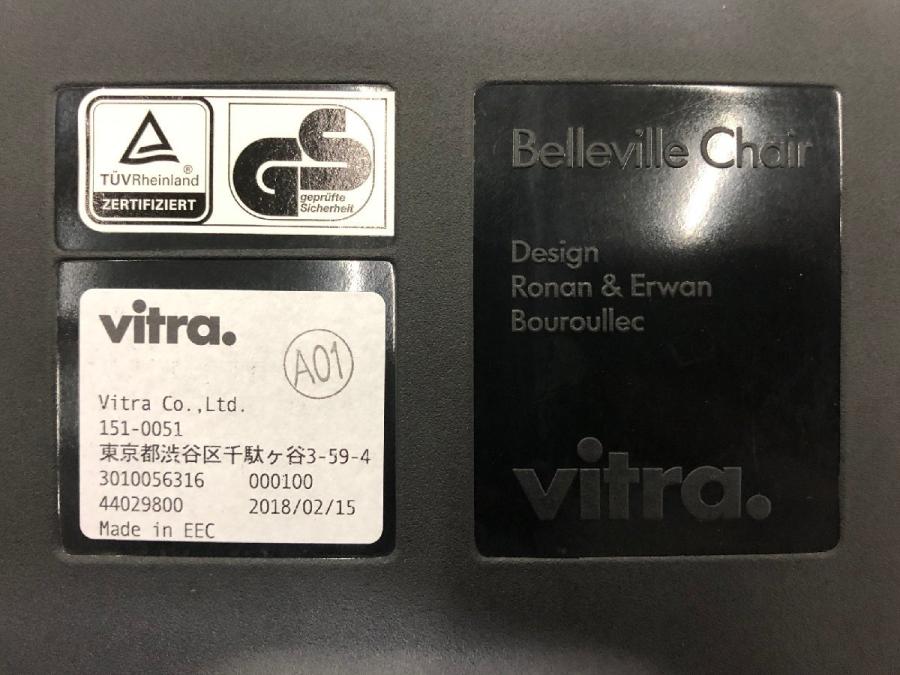 TÜVRheinland®
ZERTIFIZIERT
GS
geprüfte
Sicherheit
vitra.
A01
Vitra Co.,Ltd.
151-0051
東京都渋谷区千駄ヶ谷3-59-4
3010056316 000100
44029800 2018/02/15
Made in EEC
Belleville Chair
Design
Ronan & Erwan
Bouroullec
vitra.